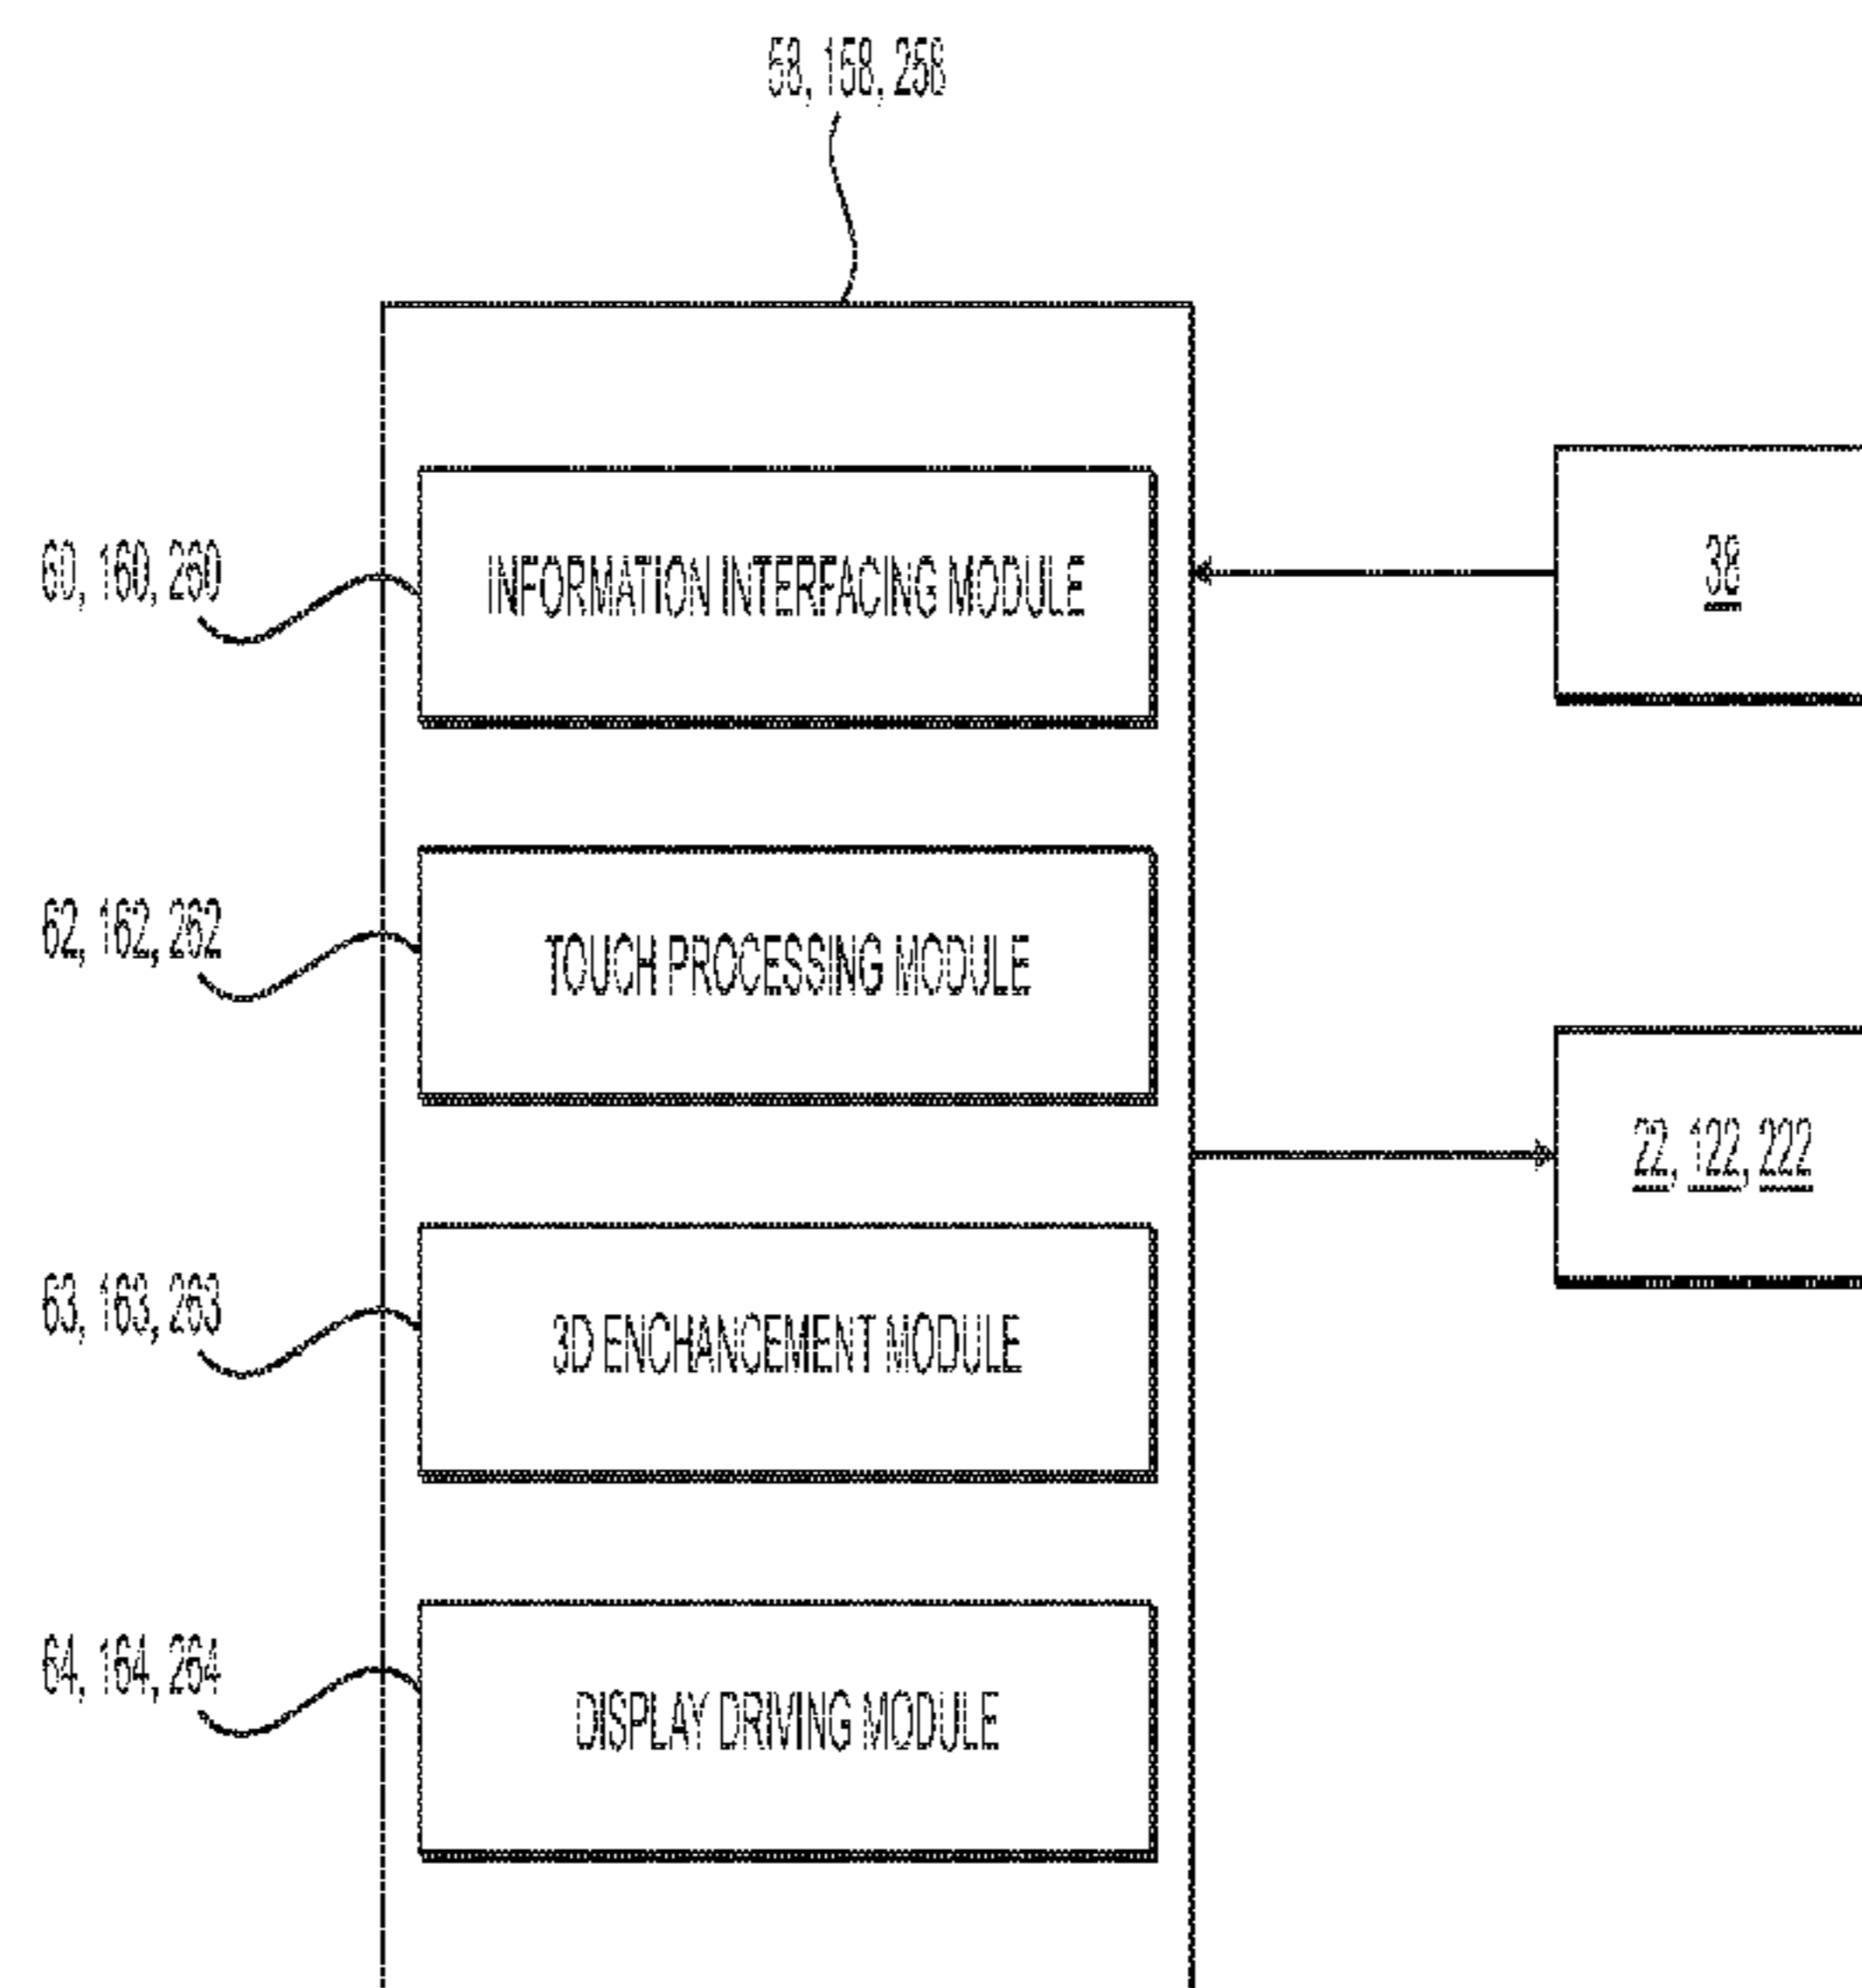 58, 158, 258
60, 160, 260
INFORMATION INTERFACING MODULE
38
62, 162, 262
TOUCH PROCESSING MODULE
22, 122, 222
63, 163, 263
3D ENCHANCEMENT MODULE
64, 164, 264
DISPLAY DRIVING MODULE